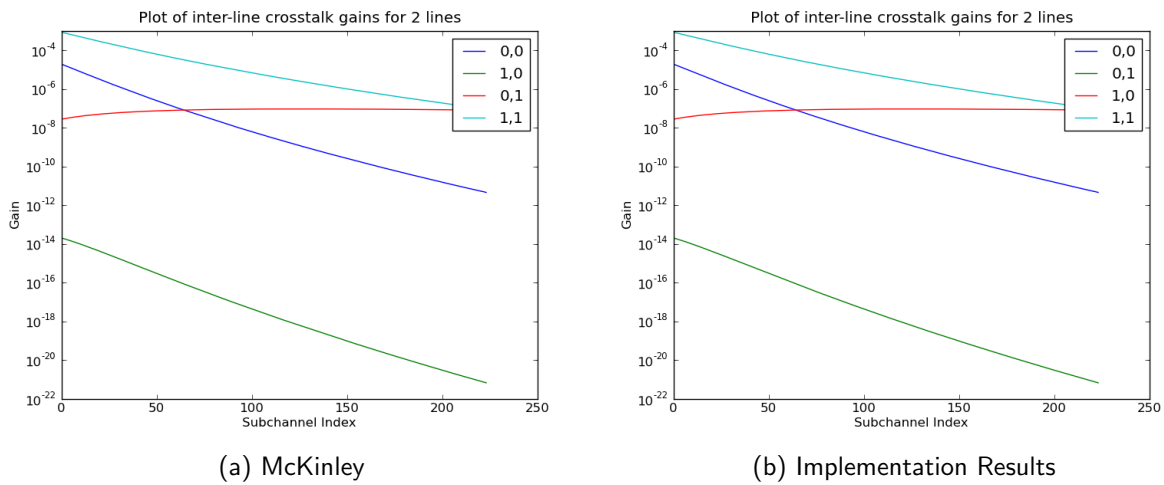 Plot of inter-line crosstalk gains for 2 lines
10^-4
10^-6
10^-8
10^-10
10^-12
10^-14
10^-16
10^-18
10^-20
10^-22
Gain
0 50 100 150 200 250
Subchannel Index
0,0
1,0
0,1
1,1
(a) McKinley
Plot of inter-line crosstalk gains for 2 lines
10^-4
10^-6
10^-8
10^-10
10^-12
10^-14
10^-16
10^-18
10^-20
10^-22
Gain
0 50 100 150 200 250
Subchannel Index
0,0
0,1
1,0
1,1
(b) Implementation Results